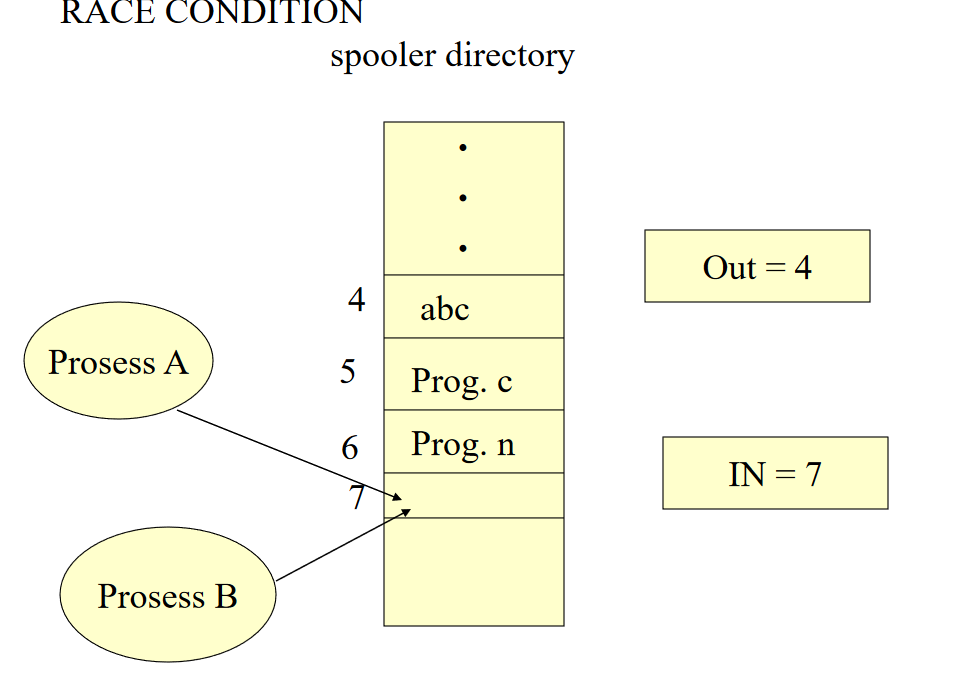 RACE CONDITION
spooler directory
Out = 4
4
abc
Prosess A
5
Prog. c
6
Prog. n
IN = 7
7
Prosess B